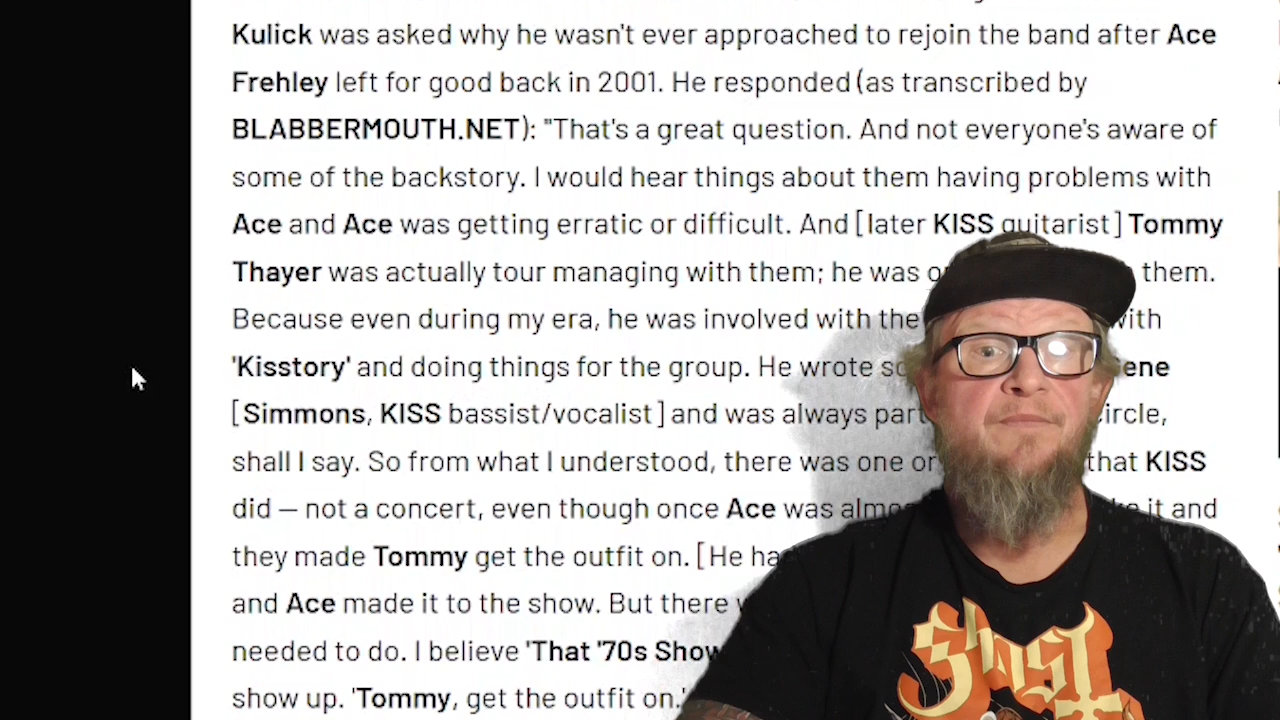 Kulick was asked why he wasn't ever approached to rejoin the band after Ace
Frehley left for good back in 2001. He responded (as transcribed by
BLABBERMOUTH.NET): "That's a great question. And not everyone's aware of
some of the backstory. I would hear things about them having problems with
Ace and Ace was getting erratic or difficult. And [later KISS guitarist] Tommy
Thayer was actually tour managing with them; he was them.
Because even during my era, he was involved with with
'Kisstory' and doing things for the group. He wrote
[Simmons, KISS bassist/vocalist] and was always part
shall I say. So from what I understood, there was one or that KISS
did — not a concert, even though once Ace was it and
they made Tommy get the outfit on. [He
and Ace made it to the show. But there
needed to do. I believe 'That '70s Show
show up. 'Tommy, get the outfit on.'
Ghost